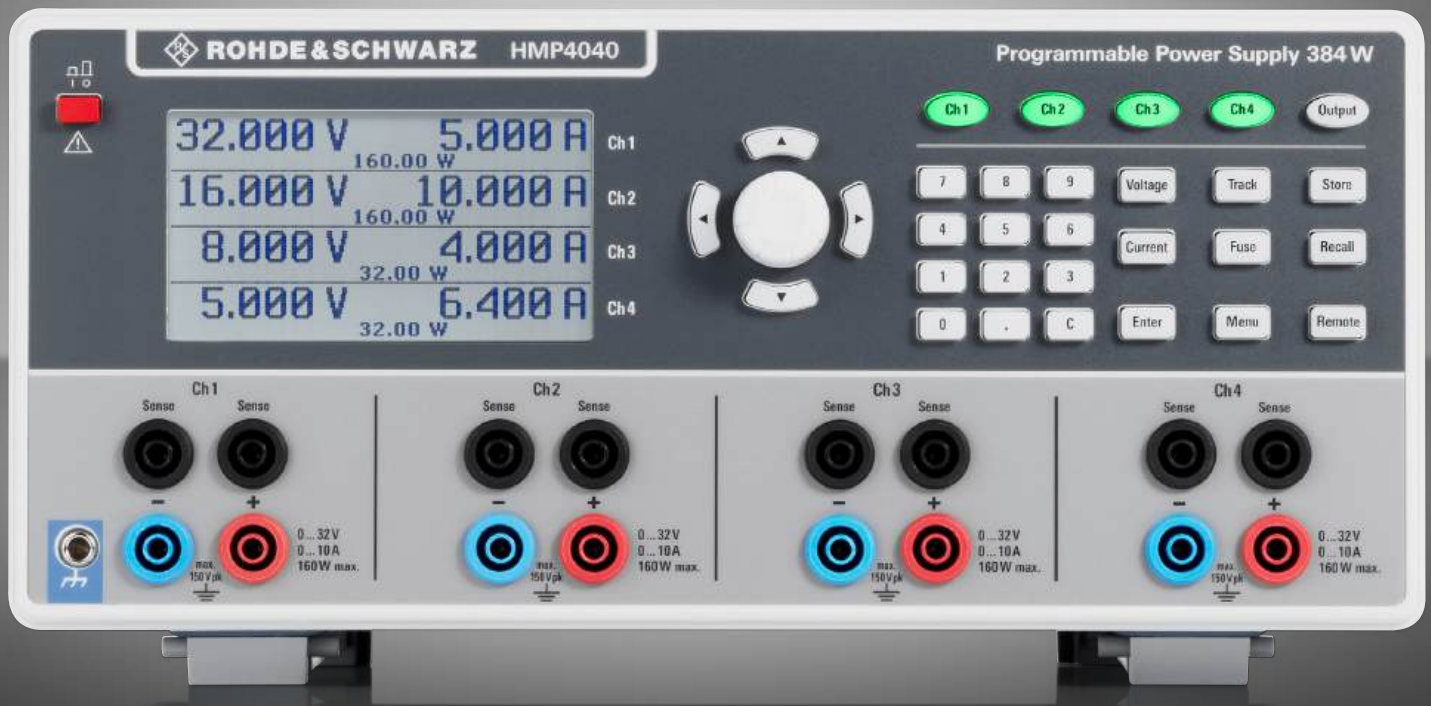 ROHDE & SCHWARZ HMP4040
Programmable Power Supply 384 W
32.000 V 5.000 A Ch1
160.00 W
16.000 V 10.000 A Ch2
160.00 W
8.000 V 4.000 A Ch3
32.00 W
5.000 V 6.400 A Ch4
32.00 W
Ch1 Ch2 Ch3 Ch4 Output
7 8 9 Voltage Track Store
4 5 6 Current Fuse Recall
1 2 3
0 . C Enter Menu Remote
Ch1
Sense Sense
- +
0...32V
0...10A
160W max.
max.
150Vpk
Ch2
Sense Sense
- +
0...32V
0...10A
160W max.
max.
150Vpk
Ch3
Sense Sense
- +
0...32V
0...10A
160W max.
max.
150Vpk
Ch4
Sense Sense
- +
0...32V
0...10A
160W max.
max.
150Vpk